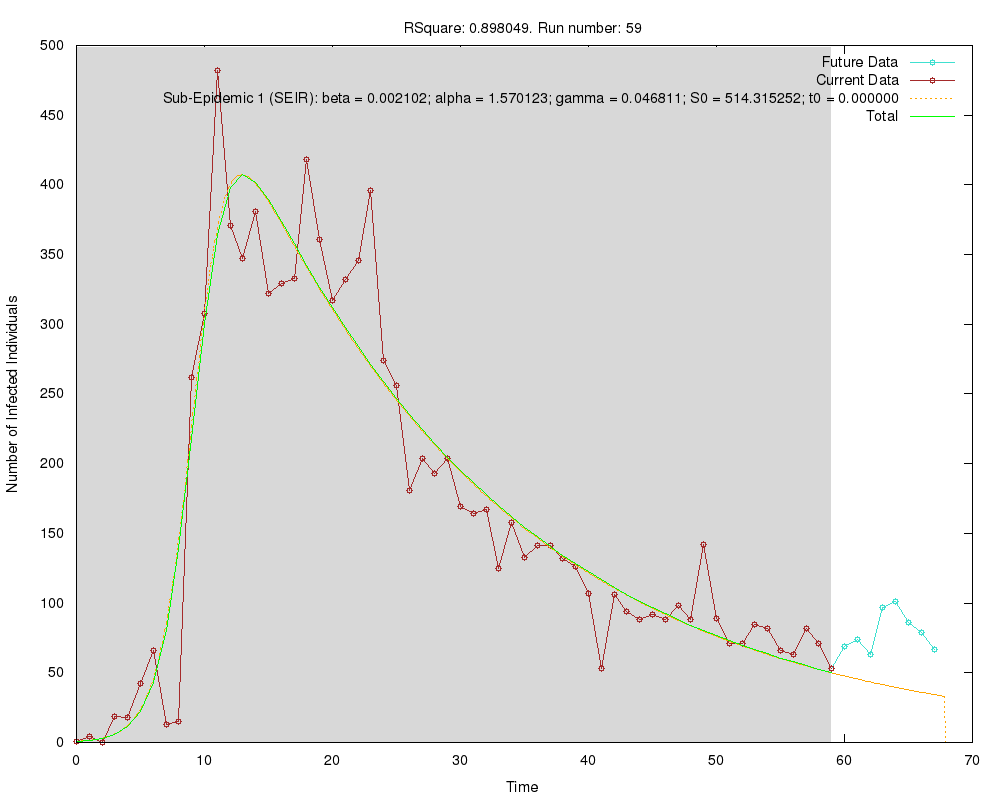 RSquare: 0.898049. Run number: 59
500
450
400
350
300
250
200
150
100
50
0
Number of Infected Individuals
Future Data
Current Data
Sub-Epidemic 1 (SEIR): beta = 0.002102; alpha = 1.570123; gamma = 0.046811; S0 = 514.315252; t0 = 0.000000
Total
0 10 20 30 40 50 60 70
Time